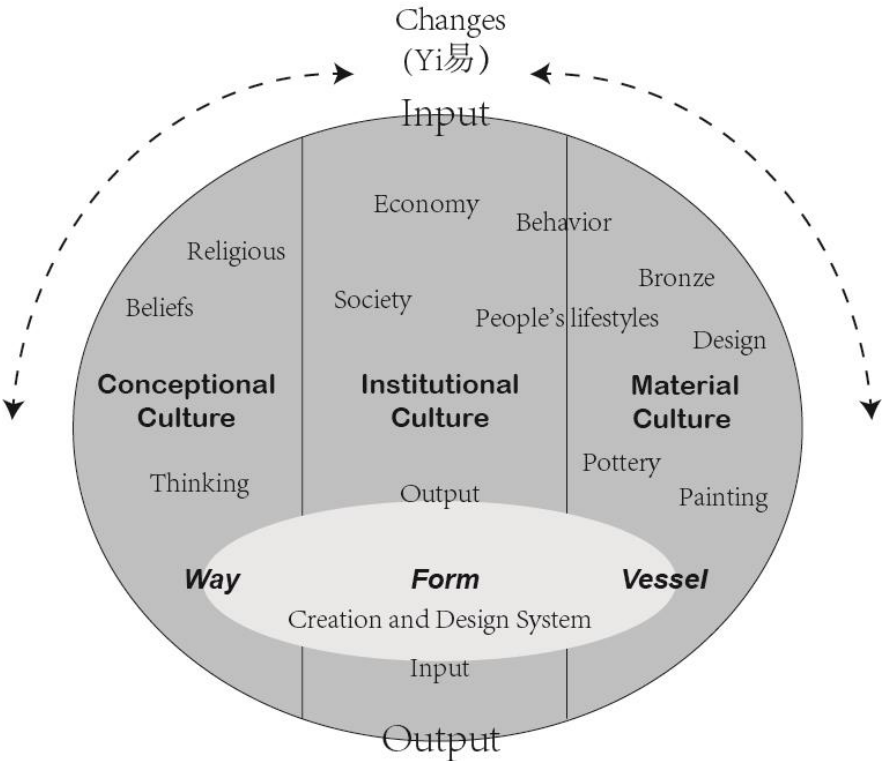 Changes
(Yi易)
Input
Economy
Behavior
Religious
Bronze
Beliefs
Society
People's lifestyles
Design
Conceptional
Culture
Institutional
Culture
Material
Culture
Pottery
Thinking
Output
Painting
Way
Form
Vessel
Creation and Design System
Input
Output